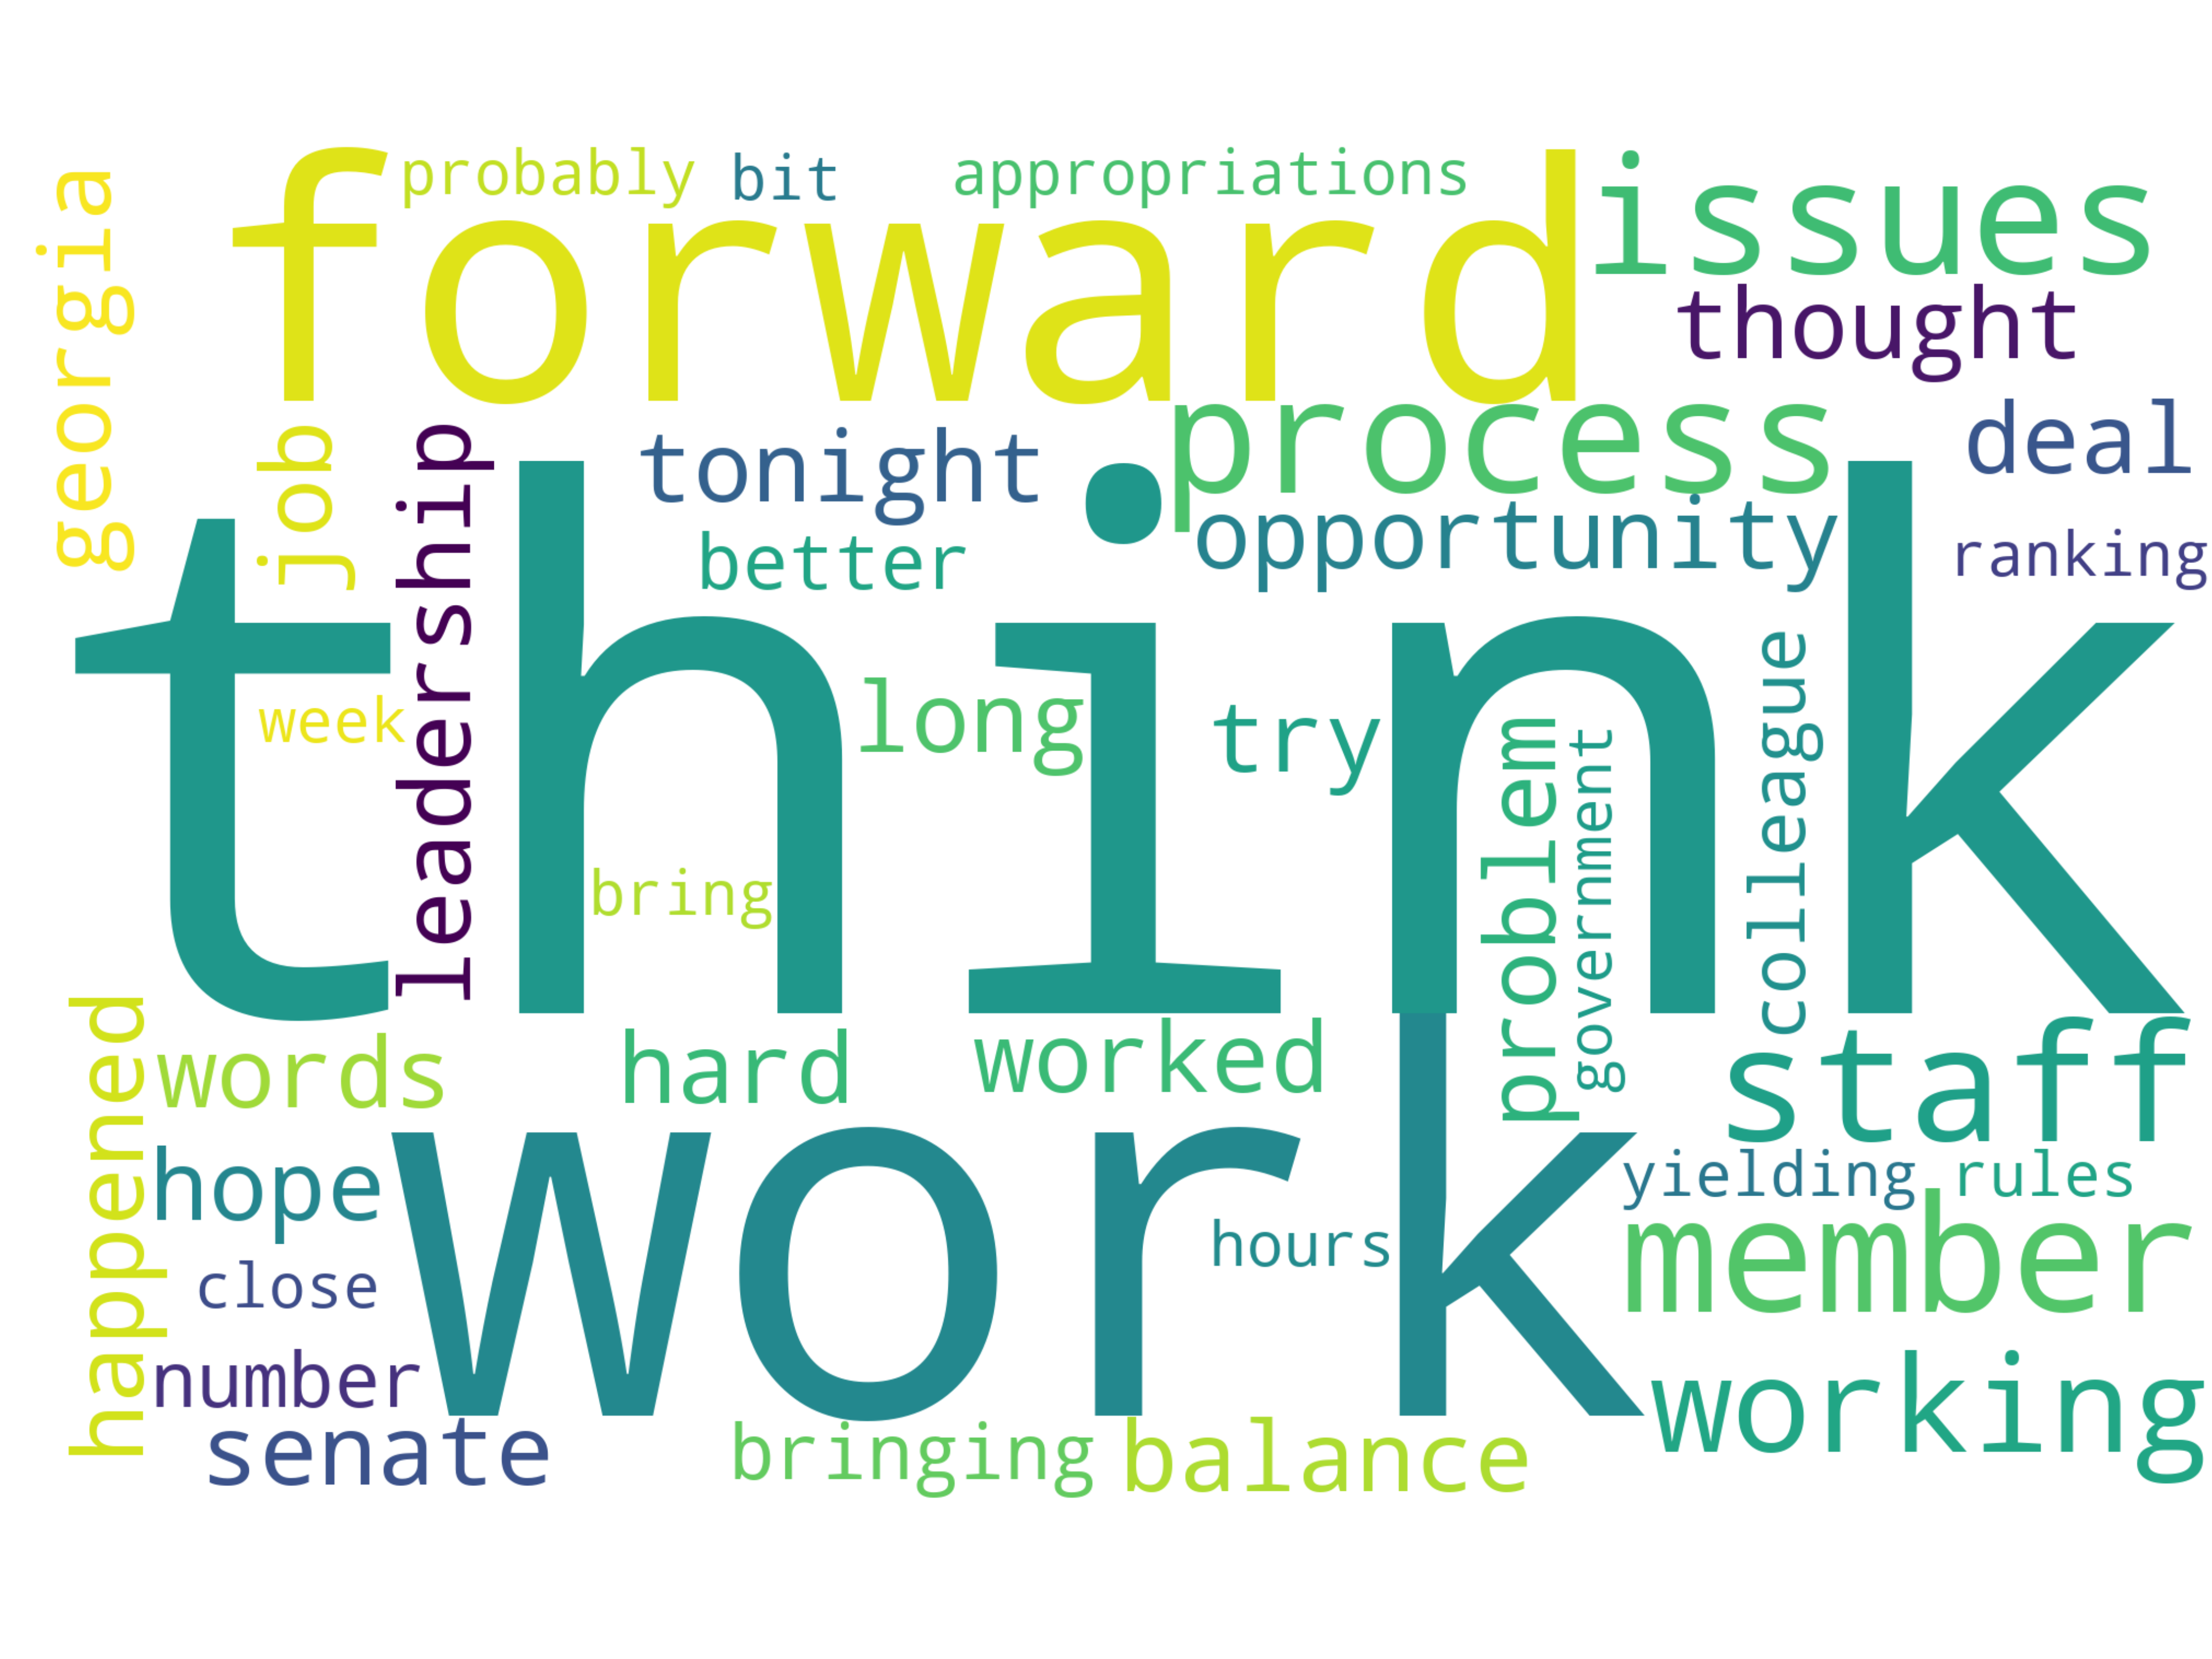 georgia
probably
bit
appropriations
forward
issues
thought
job
leadership
tonight
process
deal
better
opportunity
ranking
think
week
long
try
problem
government
colleague
bring
happened
words
hard
worked
staff
hope
work
yielding
rules
hours
member
close
number
working
senate
bringing
balance